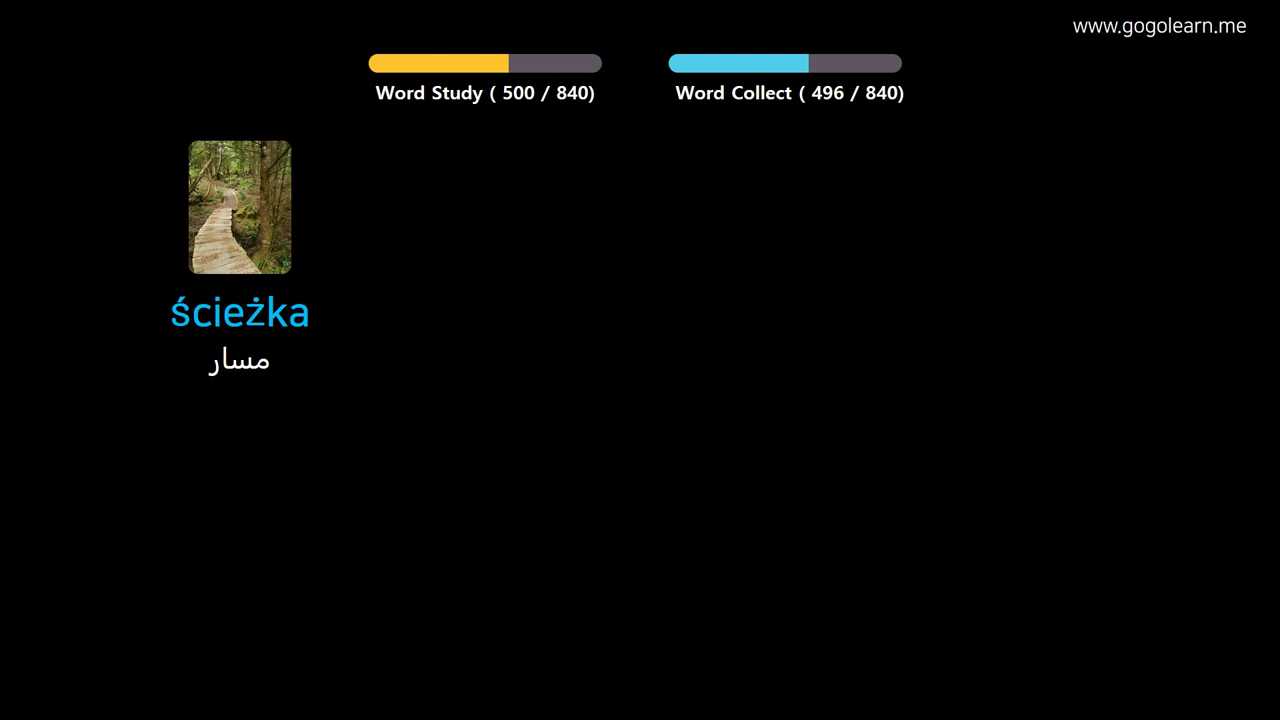 www.gogolearn.me
Word Study ( 500 / 840)
Word Collect ( 496 / 840)
ścieżka
مسار